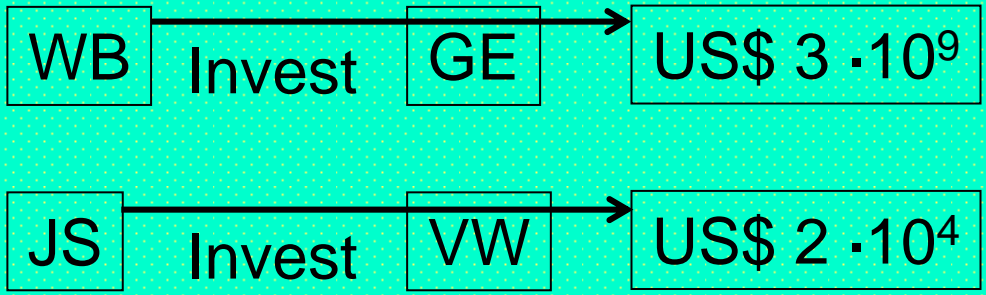 WB Invest GE US$ 3 ·10⁹
JS Invest VW US$ 2 ·10⁴